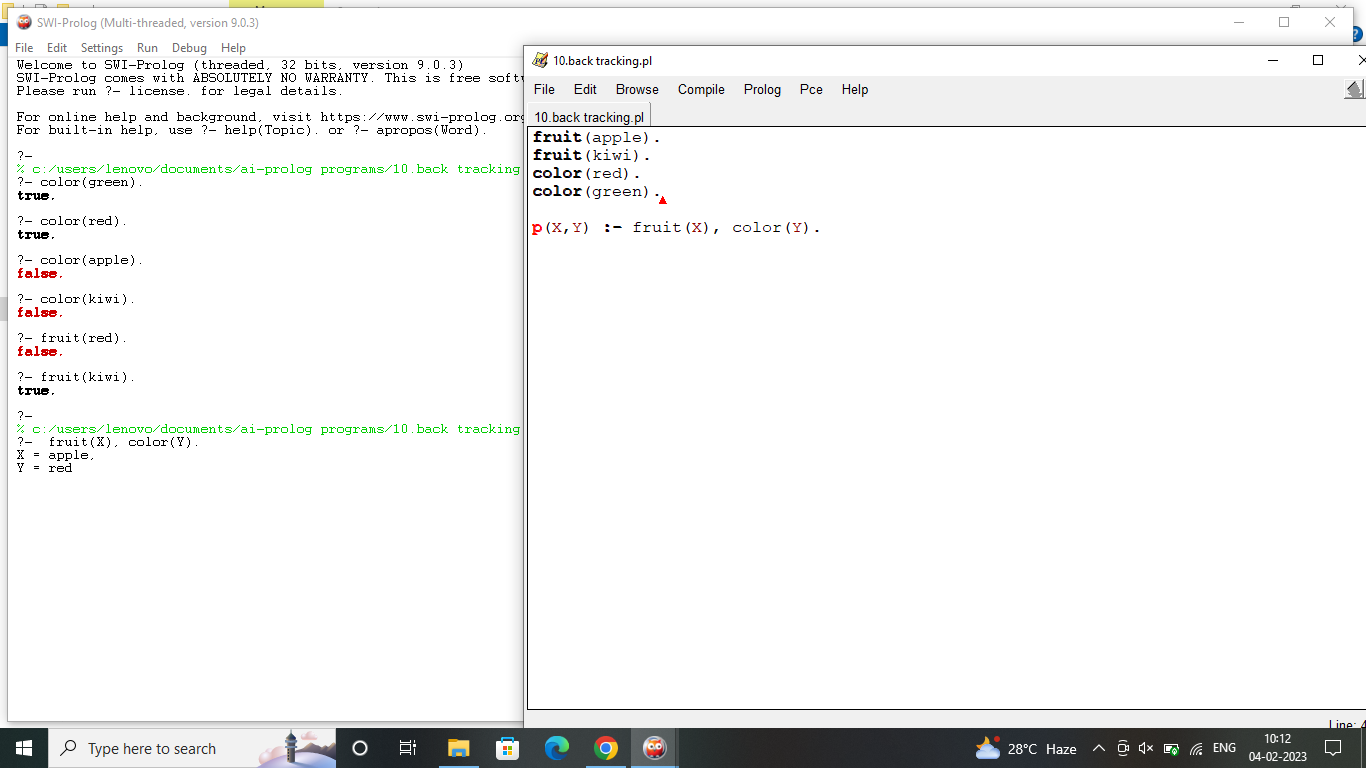 SWI-Prolog (Multi-threaded, version 9.0.3)
File Edit Settings Run Debug Help
Welcome to SWI-Prolog (threaded, 32 bits, version 9.0.3)
SWI-Prolog comes with ABSOLUTELY NO WARRANTY. This is free softw
Please run ?- license. for legal details.
For online help and background, visit https://www.swi-prolog.org
For built-in help, use ?- help(Topic). or ?- apropos(Word).
?-
% c:/users/lenovo/documents/ai-prolog programs/10.back tracking
?- color(green).
true.
?- color(red).
true.
?- color(apple).
false.
?- color(kiwi).
false.
?- fruit(red).
false.
?- fruit(kiwi).
true.
?-
% c:/users/lenovo/documents/ai-prolog programs/10.back tracking
?-  fruit(X), color(Y).
X = apple,
Y = red
10.back tracking.pl
File Edit Browse Compile Prolog Pce Help
10.back tracking.pl
fruit(apple).
fruit(kiwi).
color(red).
color(green).
p(X,Y) :- fruit(X), color(Y).
Line: 4
Type here to search
28°C Haze
ENG
10:12
04-02-2023